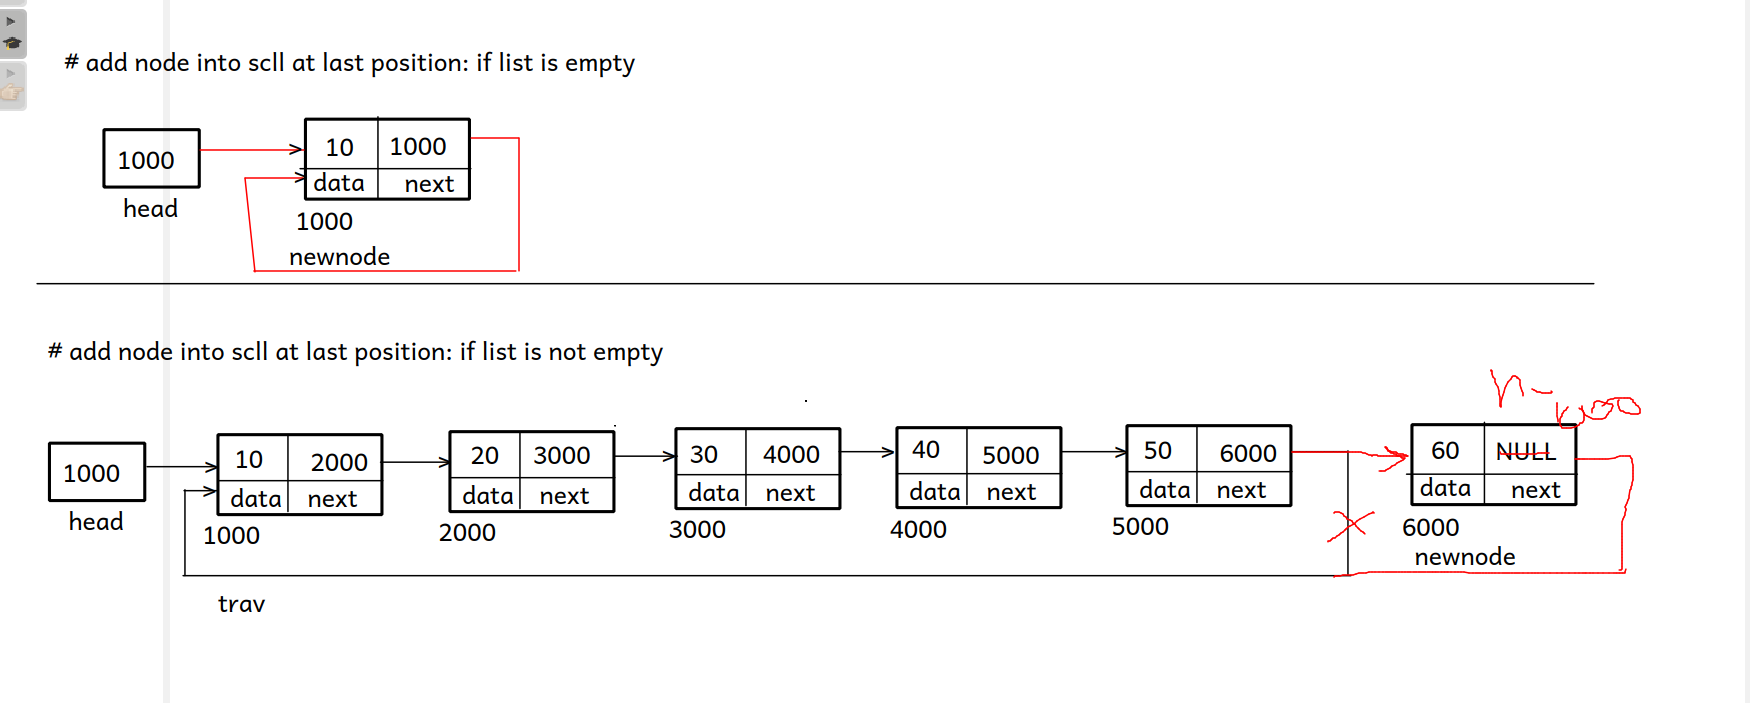 # add node into scll at last position: if list is empty
1000
head
10 1000
data next
1000
newnode
# add node into scll at last position: if list is not empty
1000
head
10 2000
data next
1000
20 3000
data next
2000
30 4000
data next
3000
40 5000
data next
4000
50 6000
data next
5000
60 NULL
data next
6000
newnode
trav